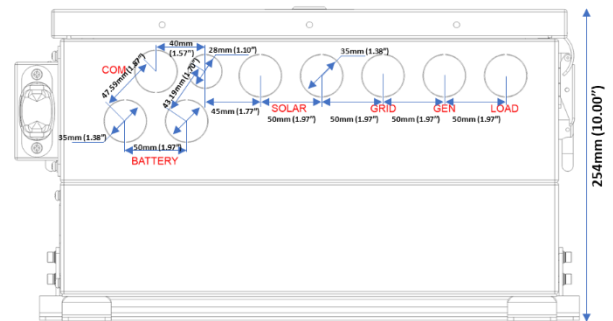 40mm
(1.57")
28mm (1.10")
35mm (1.38")
COM
47.59mm (1.87")
43.19mm (1.70")
SOLAR
GRID
GEN
LOAD
45mm (1.77")
50mm (1.97")
50mm (1.97")
50mm (1.97")
50mm (1.97")
35mm (1.38")
50mm (1.97")
BATTERY
254mm (10.00")